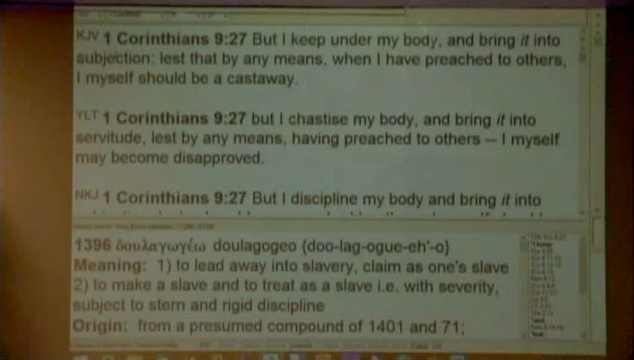 KJV 1 Corinthians 9:27 But I keep under my body, and bring it into
subjection: lest that by any means, when I have preached to others,
I myself should be a castaway.
YLT 1 Corinthians 9:27 but I chastise my body, and bring it into
servitude, lest by any means, having preached to others -- I myself
may become disapproved.
NKJ 1 Corinthians 9:27 But I discipline my body and bring it into
1396 δουλαγωγέω doulagogeo {doo-lag-ogue-eh'-o}
Meaning: 1) to lead away into slavery, claim as one's slave
2) to make a slave and to treat as a slave i.e. with severity,
subject to stern and rigid discipline
Origin: from a presumed compound of 1401 and 71;